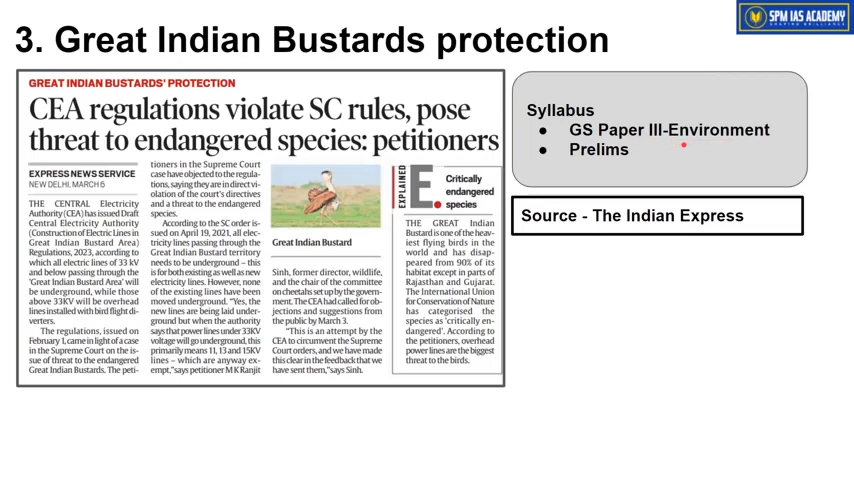 SPM IAS ACADEMY
SHAPING BRILLIANCE
3. Great Indian Bustards protection
GREAT INDIAN BUSTARDS' PROTECTION
CEA regulations violate SC rules, pose
threat to endangered species: petitioners
EXPRESS NEWS SERVICE
NEW DELHI, MARCH 6
THE CENTRAL Electricity
Authority (CEA) has issued Draft
Central Electricity Authority
(Construction of Electric Lines in
Great Indian Bustard Area)
Regulations, 2023, according to
which all electric lines of 33 kV
and below passing through the
'Great Indian Bustard Area' will
be underground, while those
above 33KV will be overhead
lines installed with bird flight di-
verters.
The regulations, issued on
February 1, came in light of a case
in the Supreme Court on the is-
sue of threat to the endangered
Great Indian Bustards. The peti-
tioners in the Supreme Court
case have objected to the regula-
tions, saying they are in direct vi-
olation of the court's directives
and a threat to the endangered
species.
According to the SC order is-
sued on April 19, 2021, all elec-
tricity lines passing through the
Great Indian Bustard territory
needs to be underground – this
is for both existing as well as new
electricity lines. However, none
of the existing lines have been
moved underground. "Yes, the
new lines are being laid under-
ground but when the authority
says that power lines under 33KV
voltage will go underground, this
primarily means 11, 13 and 15KV
lines – which are anyway ex-
empt," says petitioner M K Ranjit
Great Indian Bustard
Sinh, former director, wildlife,
and the chair of the committee
on cheetahs set up by the govern-
ment. The CEA had called for ob-
jections and suggestions from
the public by March 3.
"This is an attempt by the
CEA to circumvent the Supreme
Court orders, and we have made
this clear in the feedback that we
have sent them," says Sinh.
EXPLAINED
E.
Critically
endangered
species
THE GREAT Indian
Bustard is one of the heav-
iest flying birds in the
world and has disap-
peared from 90% of its
habitat except in parts of
Rajasthan and Gujarat.
The International Union
for Conservation of Nature
has categorised the
species as 'critically en-
dangered'. According to
the petitioners, overhead
power lines are the biggest
threat to the birds.
Syllabus
● GS Paper III-Environment
● Prelims
Source - The Indian Express